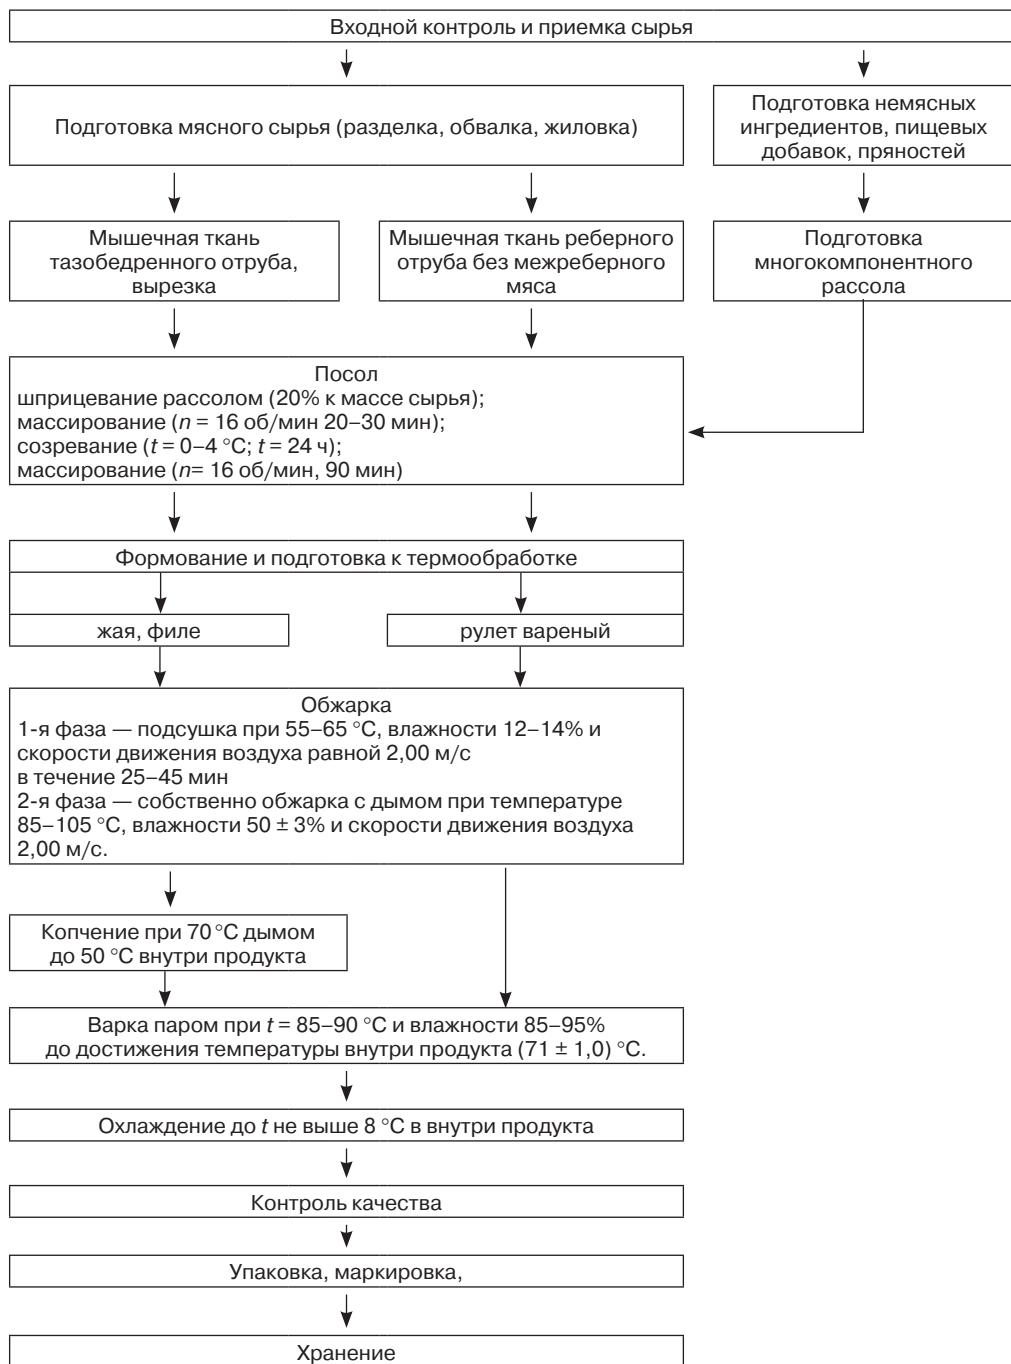 Входной контроль и приемка сырья
Подготовка мясного сырья (разделка, обвалка, жиловка)
Подготовка немясных
ингредиентов, пищевых
добавок, пряностей
Мышечная ткань
тазобедренного отруба,
вырезка
Мышечная ткань реберного
отруба без межреберного
мяса
Подготовка
многокомпонентного
рассола
Посол
шприцевание рассолом (20% к массе сырья);
массирование (n = 16 об/мин 20–30 мин);
созревание (t = 0–4 °С; t = 24 ч);
массирование (n= 16 об/мин, 90 мин)
Формование и подготовка к термообработке
жая, филе
рулет вареный
Обжарка
1-я фаза — подсушка при 55–65 °С, влажности 12–14% и
скорости движения воздуха равной 2,00 м/с
в течение 25–45 мин
2-я фаза — собственно обжарка с дымом при температуре
85–105 °С, влажности 50 ± 3% и скорости движения воздуха
2,00 м/с.
Копчение при 70 °С дымом
до 50 °С внутри продукта
Варка паром при t = 85–90 °С и влажности 85–95%
до достижения температуры внутри продукта (71 ± 1,0) °С.
Охлаждение до t не выше 8 °С в внутри продукта
Контроль качества
Упаковка, маркировка,
Хранение